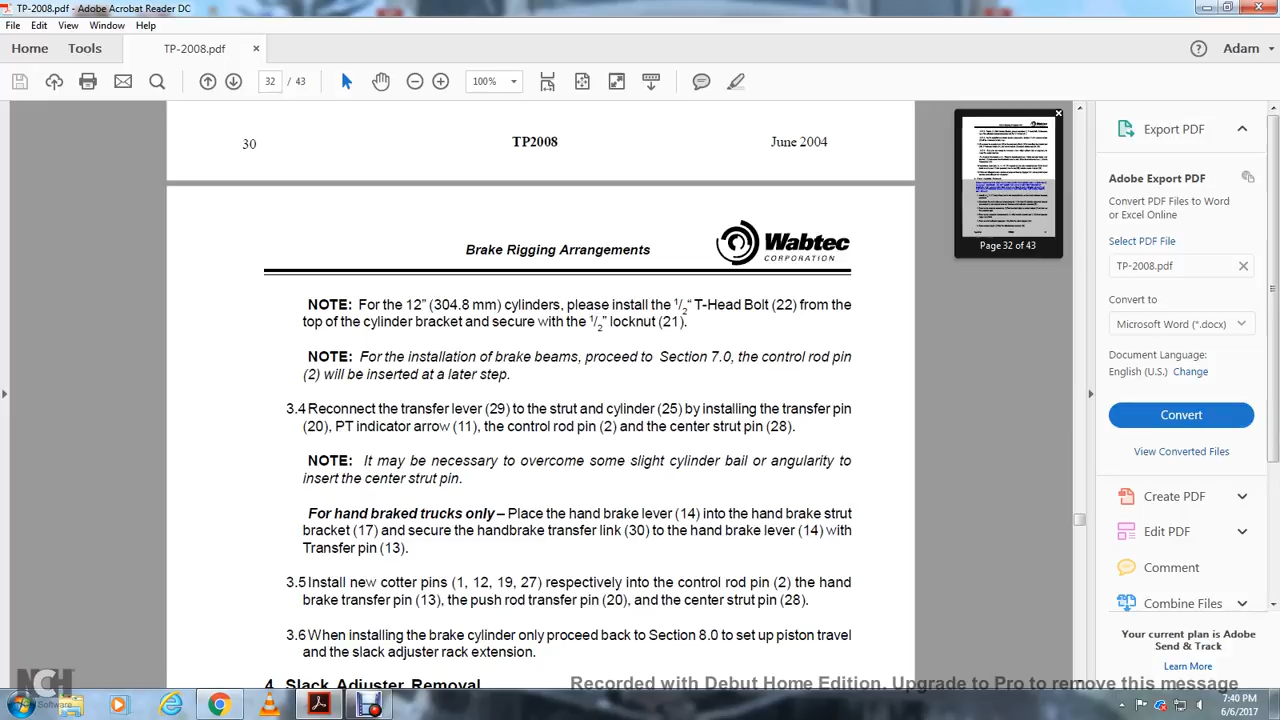 TP-2008.pdf - Adobe Acrobat Reader DC
File Edit View Window Help
Home Tools TP-2008.pdf × Adam
32 / 43 100%
30 TP2008 June 2004
Brake Rigging Arrangements Wabtec
CORPORATION
NOTE: For the 12" (304.8 mm) cylinders, please install the 1/2" T-Head Bolt (22) from the
top of the cylinder bracket and secure with the 1/2" locknut (21).
NOTE: For the installation of brake beams, proceed to Section 7.0, the control rod pin
(2) will be inserted at a later step.
3.4 Reconnect the transfer lever (29) to the strut and cylinder (25) by installing the transfer pin
(20), PT indicator arrow (11), the control rod pin (2) and the center strut pin (28).
NOTE: It may be necessary to overcome some slight cylinder bail or angularity to
insert the center strut pin.
For hand braked trucks only – Place the hand brake lever (14) into the hand brake strut
bracket (17) and secure the handbrake transfer link (30) to the hand brake lever (14) with
Transfer pin (13).
3.5 Install new cotter pins (1, 12, 19, 27) respectively into the control rod pin (2) the hand
brake transfer pin (13), the push rod transfer pin (20), and the center strut pin (28).
3.6 When installing the brake cylinder only proceed back to Section 8.0 to set up piston travel
and the slack adjuster rack extension.
4 Slack Adjuster Removal
Page 32 of 43
Export PDF
Adobe Export PDF
Convert PDF Files to Word
or Excel Online
Select PDF File
TP-2008.pdf
Convert to
Microsoft Word (*.docx)
Document Language:
English (U.S.) Change
Convert
View Converted Files
Create PDF
Edit PDF
Comment
Combine Files
Your current plan is Adobe
Send & Track
Learn More
NCH
Software
Recorded with Debut Home Edition. Upgrade to Pro to remove this message
7:40 PM
6/6/2017